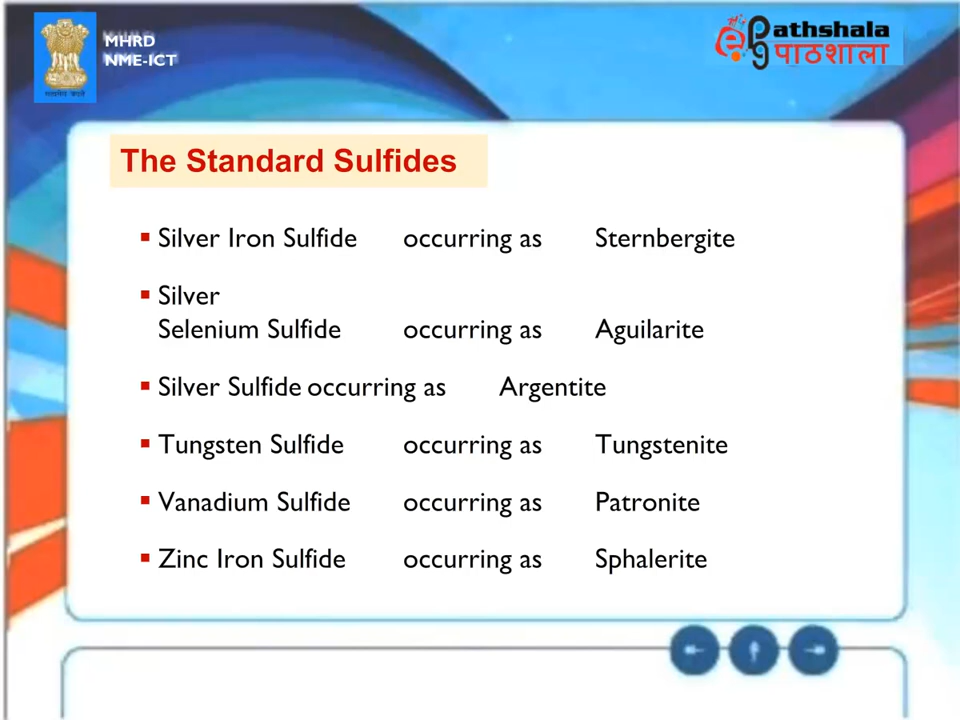 MHRD
NME-ICT
ePG Pathshala
पाठशाला
The Standard Sulfides
▪ Silver Iron Sulfide occurring as Sternbergite
▪ Silver
Selenium Sulfide occurring as Aguilarite
▪ Silver Sulfide occurring as Argentite
▪ Tungsten Sulfide occurring as Tungstenite
▪ Vanadium Sulfide occurring as Patronite
▪ Zinc Iron Sulfide occurring as Sphalerite